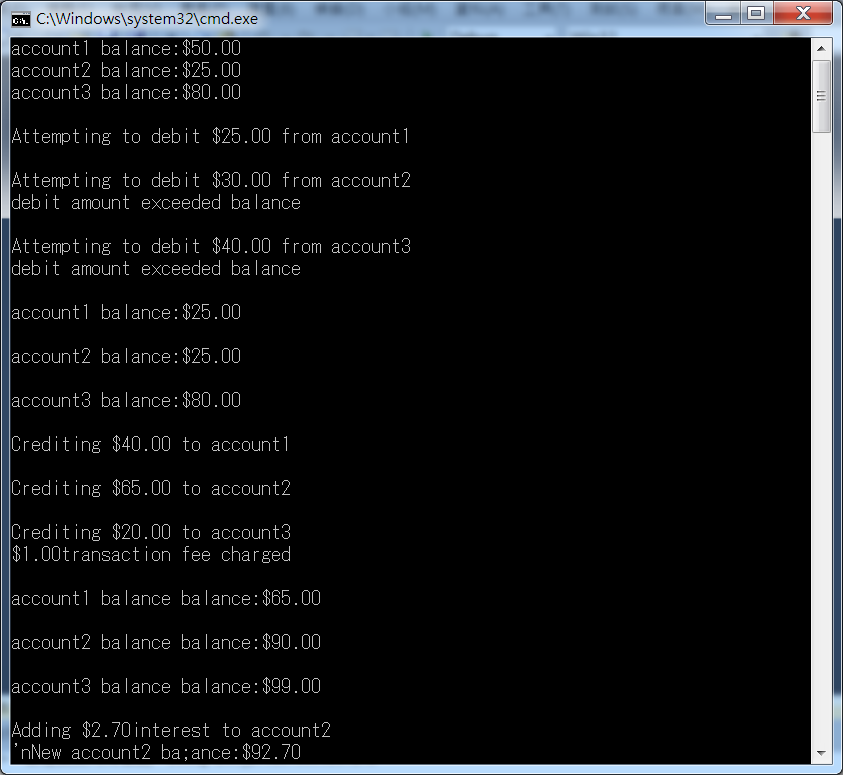 C:\Windows\system32\cmd.exe
account1 balance:$50.00
account2 balance:$25.00
account3 balance:$80.00
Attempting to debit $25.00 from account1
Attempting to debit $30.00 from account2
debit amount exceeded balance
Attempting to debit $40.00 from account3
debit amount exceeded balance
account1 balance:$25.00
account2 balance:$25.00
account3 balance:$80.00
Crediting $40.00 to account1
Crediting $65.00 to account2
Crediting $20.00 to account3
$1.00transaction fee charged
account1 balance balance:$65.00
account2 balance balance:$90.00
account3 balance balance:$99.00
Adding $2.70interest to account2
'nNew account2 ba;ance:$92.70